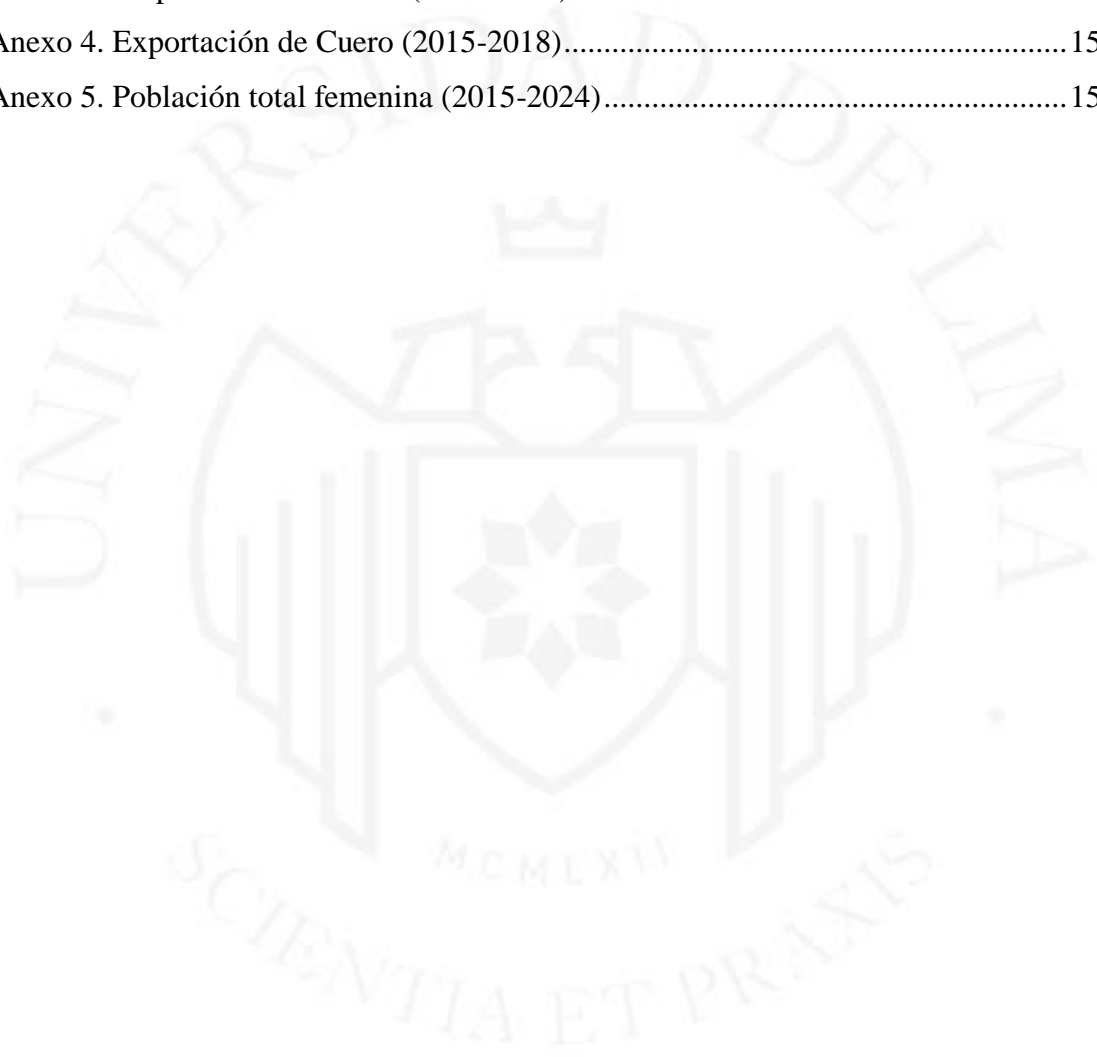 Anexo 4. Exportación de Cuero (2015-2018)............................................................... 15
Anexo 5. Población total femenina (2015-2024).......................................................... 15
UNIVERSIDAD DE LIMA
MCMLXII
SCIENTIA ET PRAXIS